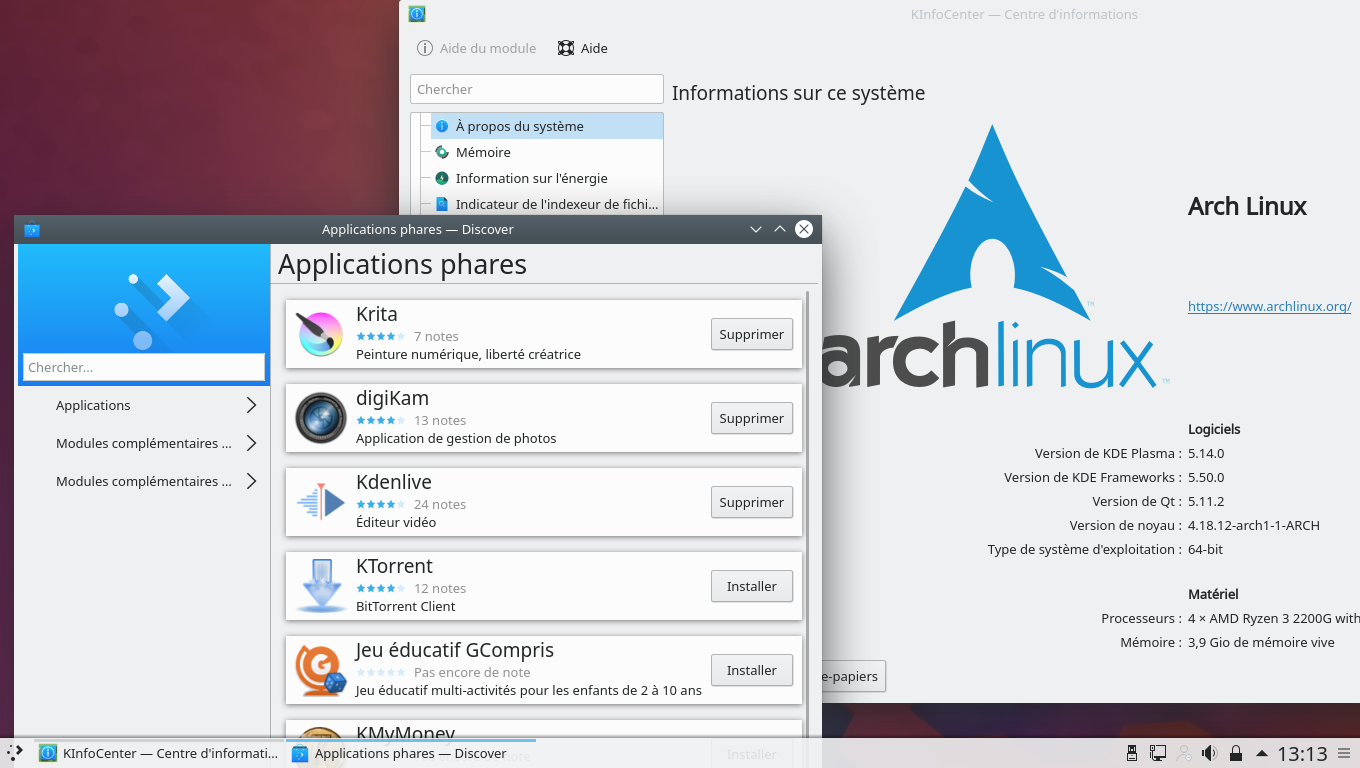 KInfoCenter — Centre d'informations
Aide du module
Aide
Chercher
À propos du système
Mémoire
Information sur l'énergie
Indicateur de l'indexeur de fichi...
Informations sur ce système
archlinux
TM
TM
Arch Linux
https://www.archlinux.org/
Logiciels
Version de KDE Plasma : 5.14.0
Version de KDE Frameworks : 5.50.0
Version de Qt : 5.11.2
Version de noyau : 4.18.12-arch1-1-ARCH
Type de système d'exploitation : 64-bit
Matériel
Processeurs : 4 × AMD Ryzen 3 2200G with
Mémoire : 3,9 Gio de mémoire vive
e-papiers
Applications phares — Discover
Chercher...
Applications
Modules complémentaires ...
Modules complémentaires ...
Applications phares
Krita
7 notes
Peinture numérique, liberté créatrice
Supprimer
digiKam
13 notes
Application de gestion de photos
Supprimer
Kdenlive
24 notes
Éditeur vidéo
Supprimer
KTorrent
12 notes
BitTorrent Client
Installer
Jeu éducatif GCompris
Pas encore de note
Jeu éducatif multi-activités pour les enfants de 2 à 10 ans
Installer
KMyMoney
Installer
KInfoCenter — Centre d'informati...
Applications phares — Discover
13:13